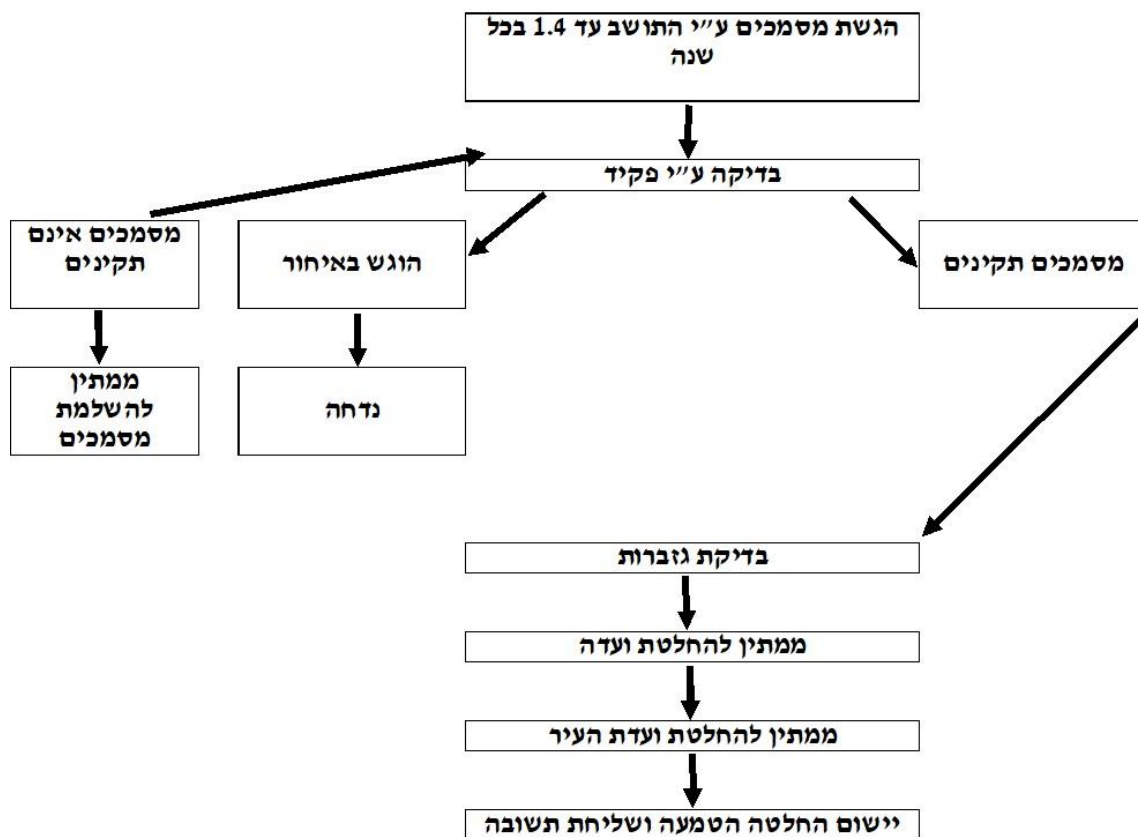 הגשת מסמכים ע״י התושב עד 1.4 בכל
שנה
בדיקה ע״י פקיד
מסמכים תקינים
הוגש באיחור
מסמכים אינם
תקינים
נדחה
ממתין
להשלמת
מסמכים
בדיקת גזברות
ממתין להחלטת ועדה
ממתין להחלטת ועדת העיר
יישום החלטה הטמעה ושליחת תשובה